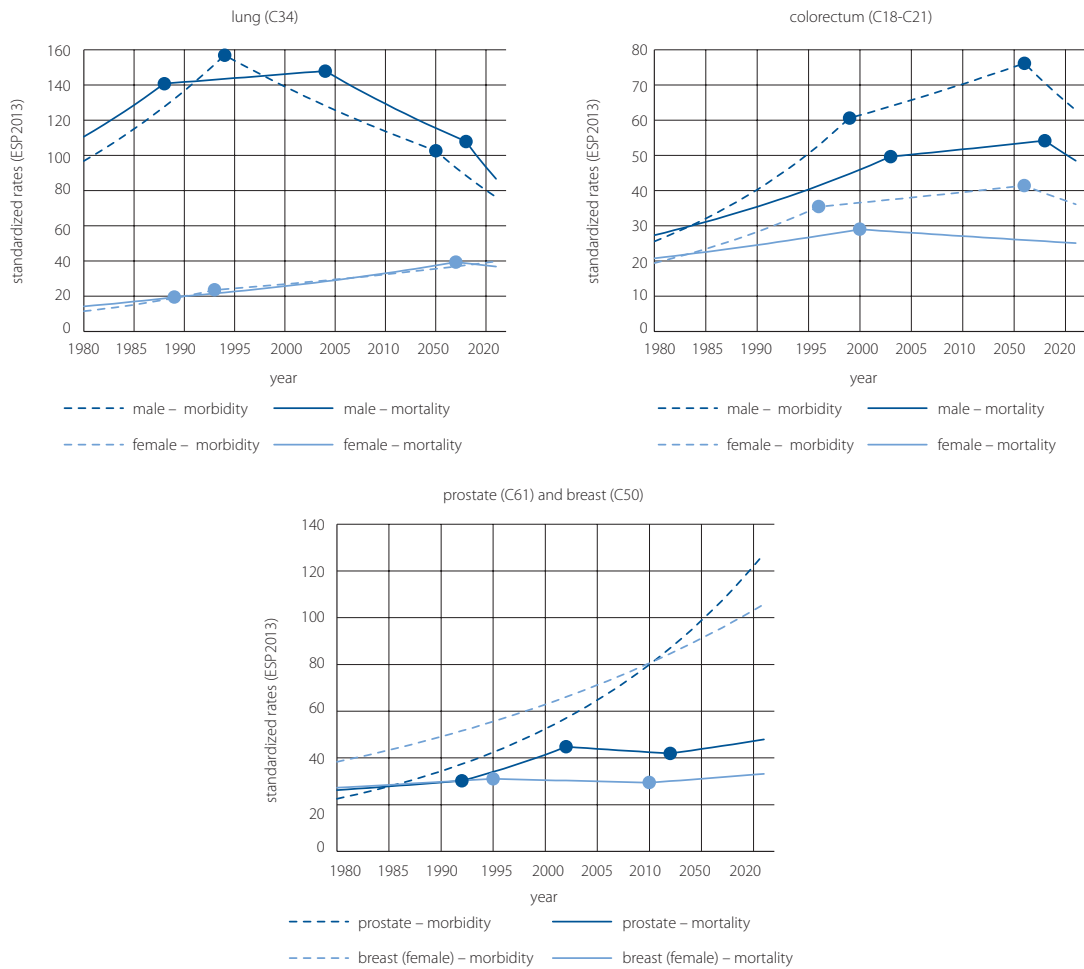 lung (C34)
standardized rates (ESP2013)
160
140
120
100
80
60
40
20
0
1980 1985 1990 1995 2000 2005 2010 2050 2020
year
male – morbidity male – mortality
female – morbidity female – mortality
colorectum (C18-C21)
standardized rates (ESP2013)
80
70
60
50
40
30
20
10
0
1980 1985 1990 1995 2000 2005 2010 2050 2020
year
male – morbidity male – mortality
female – morbidity female – mortality
prostate (C61) and breast (C50)
standardized rates (ESP2013)
140
120
100
80
60
40
20
0
1980 1985 1990 1995 2000 2005 2010 2050 2020
year
prostate – morbidity prostate – mortality
breast (female) – morbidity breast (female) – mortality